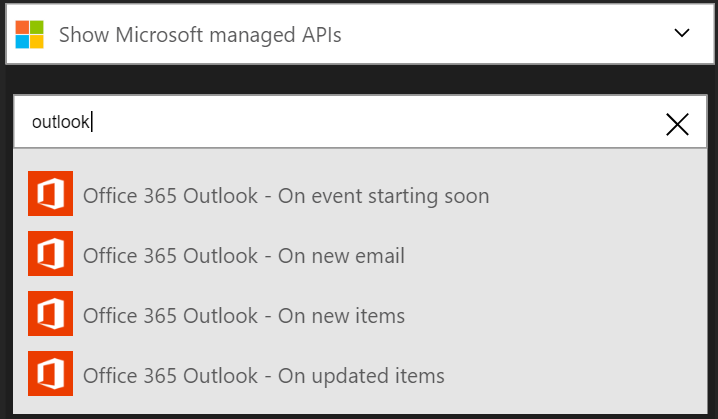 Show Microsoft managed APIs
outlook
Office 365 Outlook - On event starting soon
Office 365 Outlook - On new email
Office 365 Outlook - On new items
Office 365 Outlook - On updated items